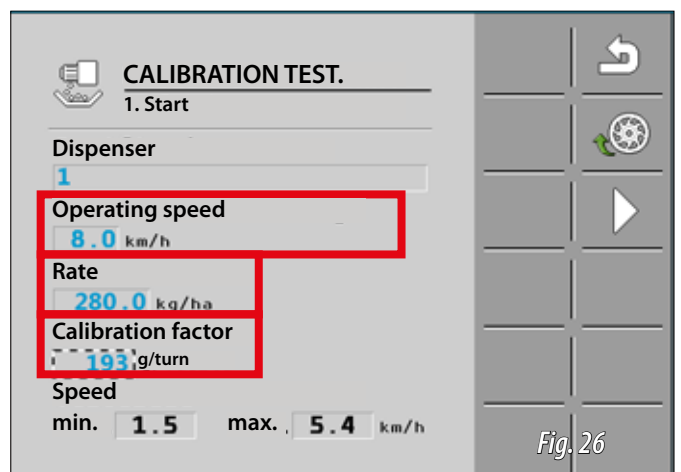 CALIBRATION TEST.
1. Start
Dispenser
1
Operating speed
8.0 km/h
Rate
280.0 kg/ha
Calibration factor
193 g/turn
Speed
min. 1.5 max. 5.4 km/h
Fig. 26